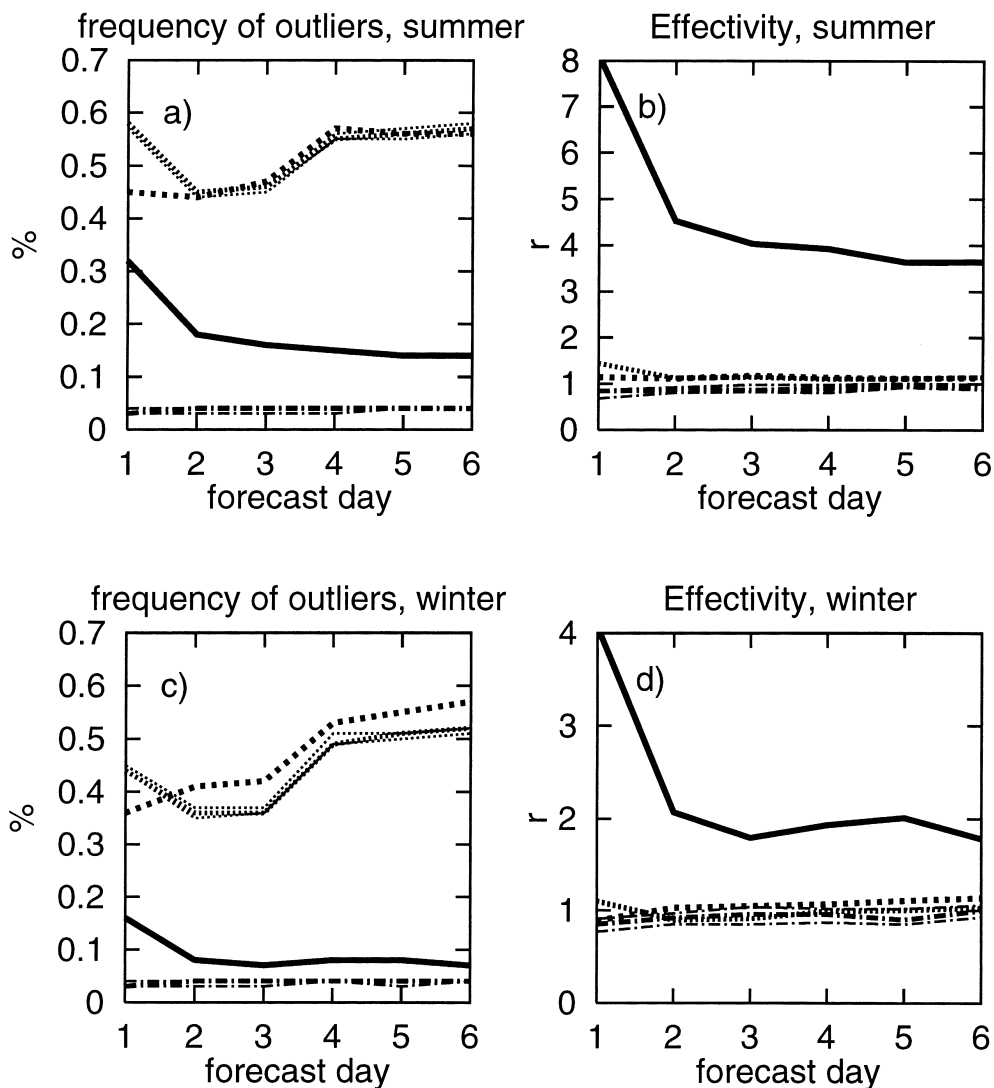 frequency of outliers, summer
0.7
0.6
0.5
0.4
0.3
0.2
0.1
0
%
a)
1 2 3 4 5 6
forecast day
Effectivity, summer
8
7
6
5
4
3
2
1
0
r
b)
1 2 3 4 5 6
forecast day
frequency of outliers, winter
0.7
0.6
0.5
0.4
0.3
0.2
0.1
0
%
c)
1 2 3 4 5 6
forecast day
Effectivity, winter
4
3
2
1
0
r
d)
1 2 3 4 5 6
forecast day